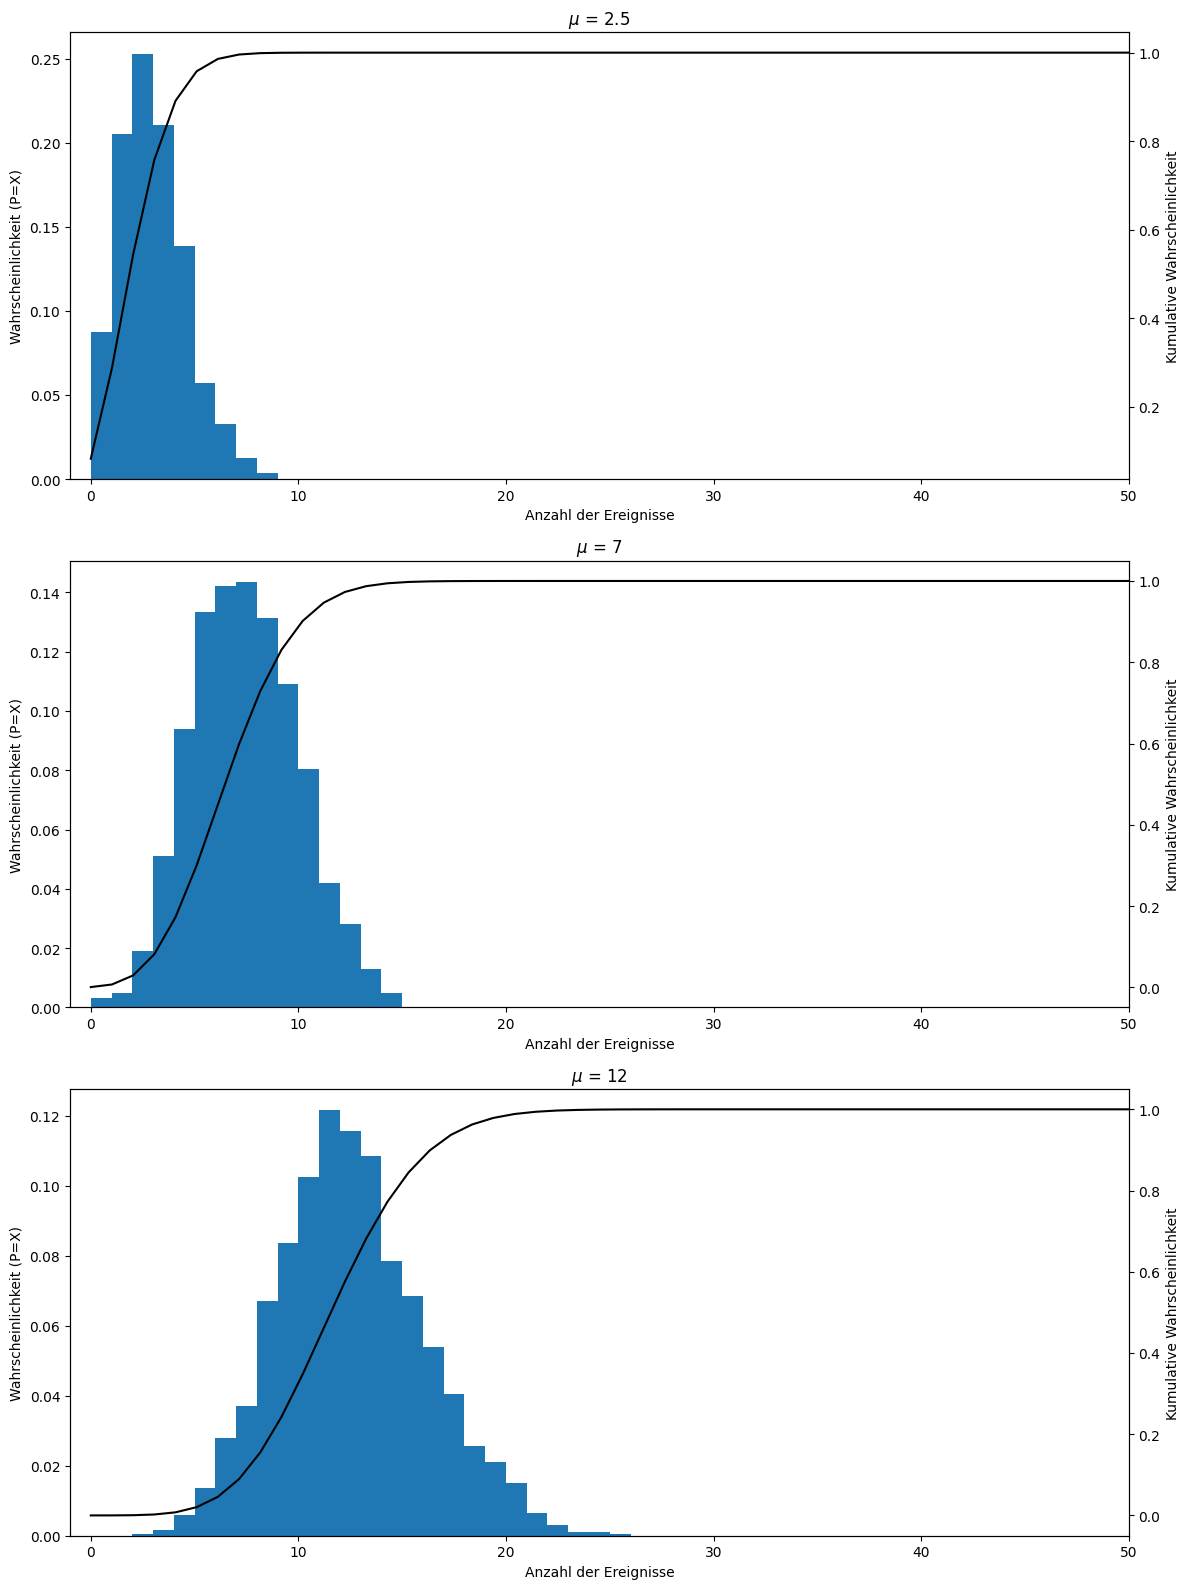 μ = 2.5
0.25
0.20
0.15
0.10
0.05
0.00
Wahrscheinlichkeit (P=X)
1.0
0.8
0.6
0.4
0.2
Kumulative Wahrscheinlichkeit
0 10 20 30 40 50
Anzahl der Ereignisse
μ = 7
0.14
0.12
0.10
0.08
0.06
0.04
0.02
0.00
Wahrscheinlichkeit (P=X)
1.0
0.8
0.6
0.4
0.2
0.0
Kumulative Wahrscheinlichkeit
0 10 20 30 40 50
Anzahl der Ereignisse
μ = 12
0.12
0.10
0.08
0.06
0.04
0.02
0.00
Wahrscheinlichkeit (P=X)
1.0
0.8
0.6
0.4
0.2
0.0
Kumulative Wahrscheinlichkeit
0 10 20 30 40 50
Anzahl der Ereignisse